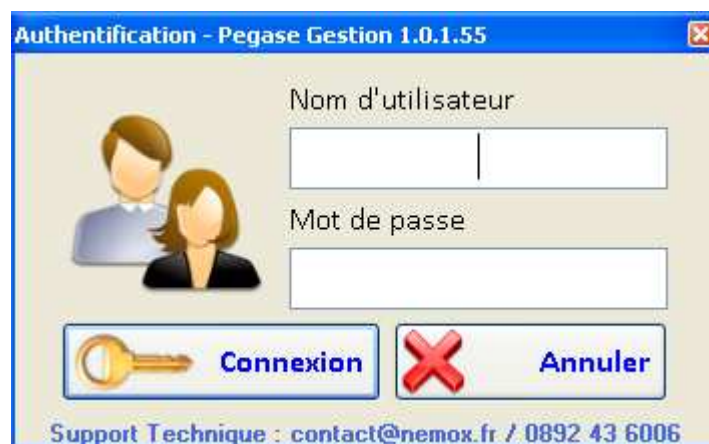 Authentification - Pegase Gestion 1.0.1.55
Nom d'utilisateur
Mot de passe
Connexion
Annuler
Support Technique : contact@nemox.fr / 0892 43 6006